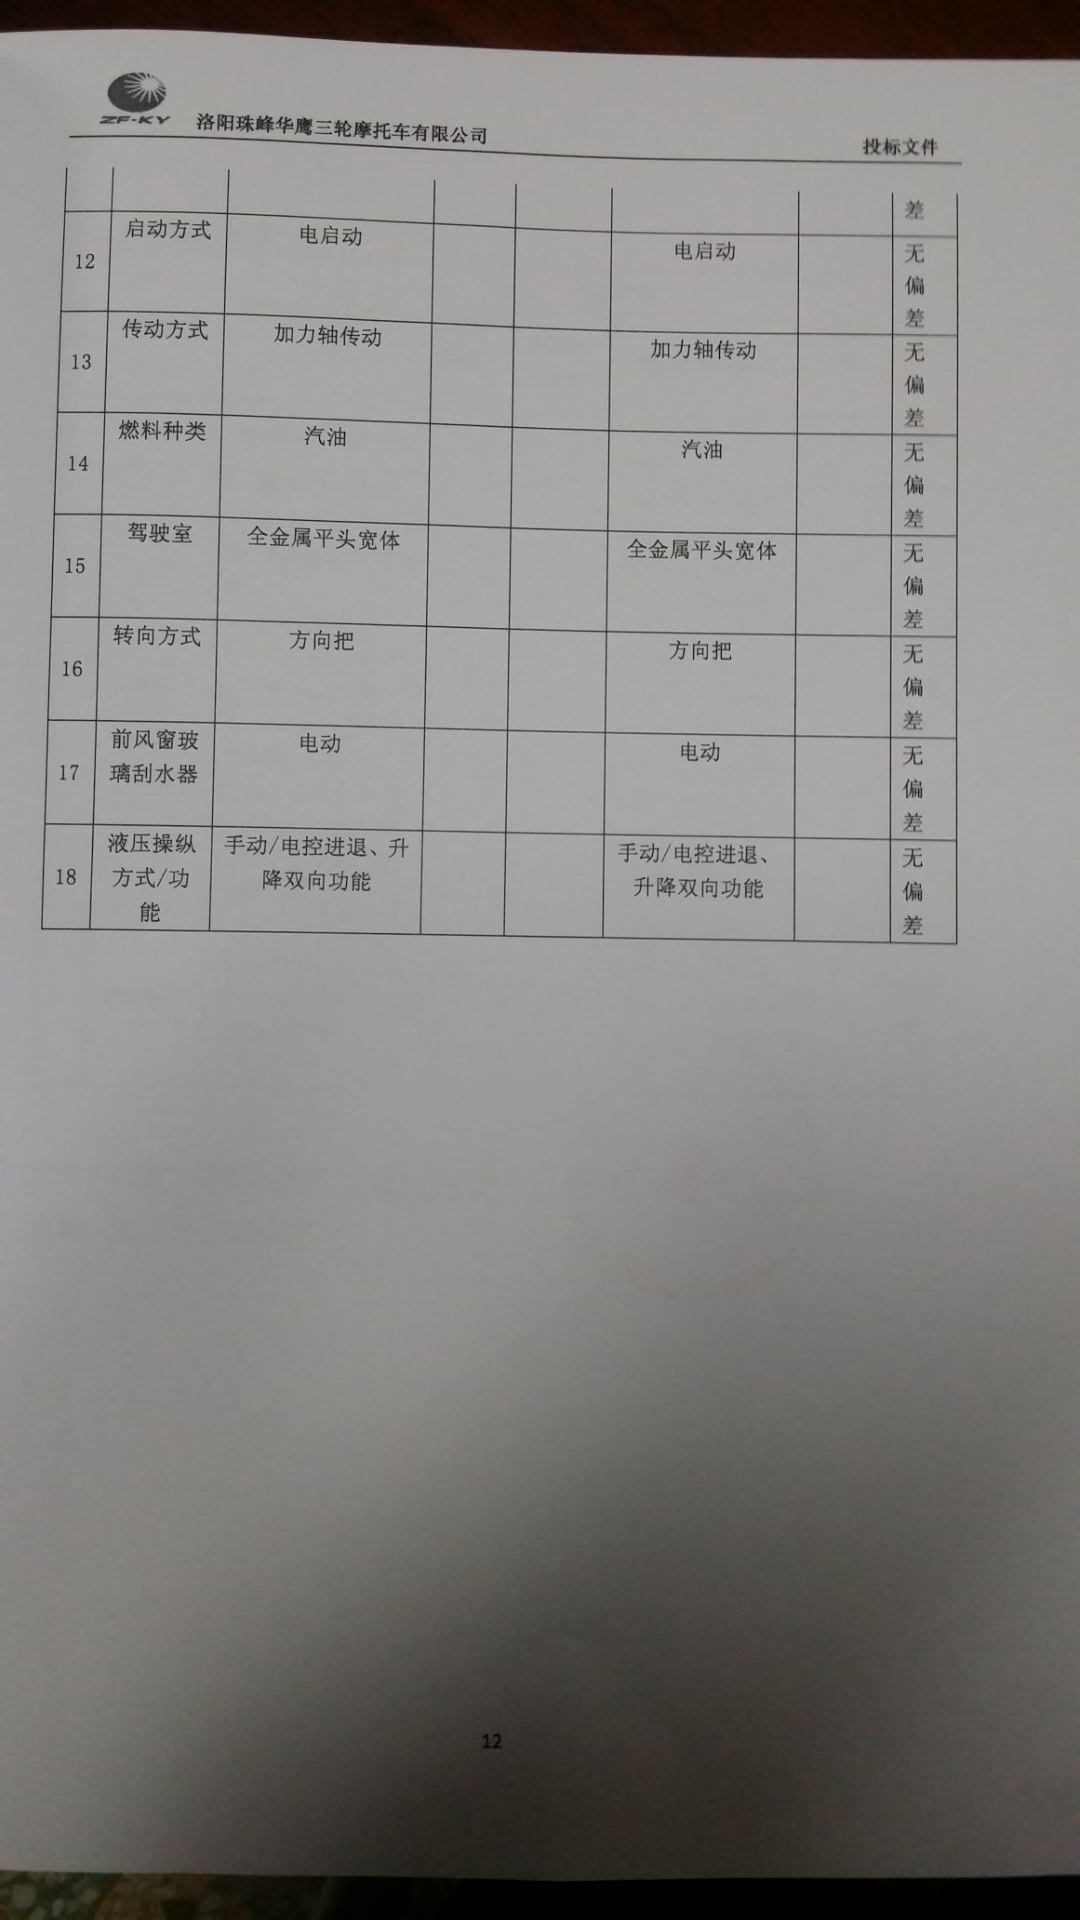 ZF-KY
洛阳珠峰华鹰三轮摩托车有限公司
投标文件
差
12 启动方式 电启动 电启动 无
偏
差
13 传动方式 加力轴传动 加力轴传动 无
偏
差
14 燃料种类 汽油 汽油 无
偏
差
15 驾驶室 全金属平头宽体 全金属平头宽体 无
偏
差
16 转向方式 方向把 方向把 无
偏
差
17 前风窗玻 电动 电动 无
璃刮水器 偏
差
18 液压操纵 手动/电控进退、升 手动/电控进退、 无
方式/功 降双向功能 升降双向功能 偏
能 差
12